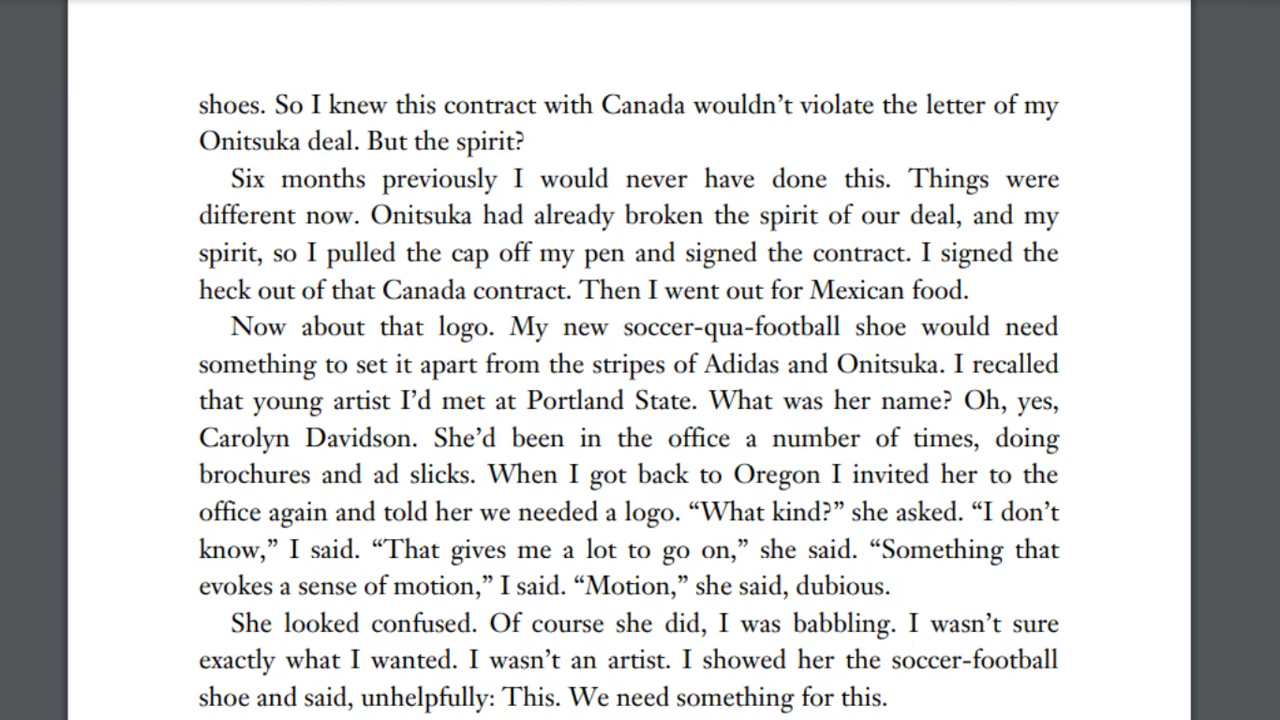 shoes. So I knew this contract with Canada wouldn’t violate the letter of my
Onitsuka deal. But the spirit?
Six months previously I would never have done this. Things were
different now. Onitsuka had already broken the spirit of our deal, and my
spirit, so I pulled the cap off my pen and signed the contract. I signed the
heck out of that Canada contract. Then I went out for Mexican food.
Now about that logo. My new soccer-qua-football shoe would need
something to set it apart from the stripes of Adidas and Onitsuka. I recalled
that young artist I’d met at Portland State. What was her name? Oh, yes,
Carolyn Davidson. She’d been in the office a number of times, doing
brochures and ad slicks. When I got back to Oregon I invited her to the
office again and told her we needed a logo. “What kind?” she asked. “I don’t
know,” I said. “That gives me a lot to go on,” she said. “Something that
evokes a sense of motion,” I said. “Motion,” she said, dubious.
She looked confused. Of course she did, I was babbling. I wasn’t sure
exactly what I wanted. I wasn’t an artist. I showed her the soccer-football
shoe and said, unhelpfully: This. We need something for this.